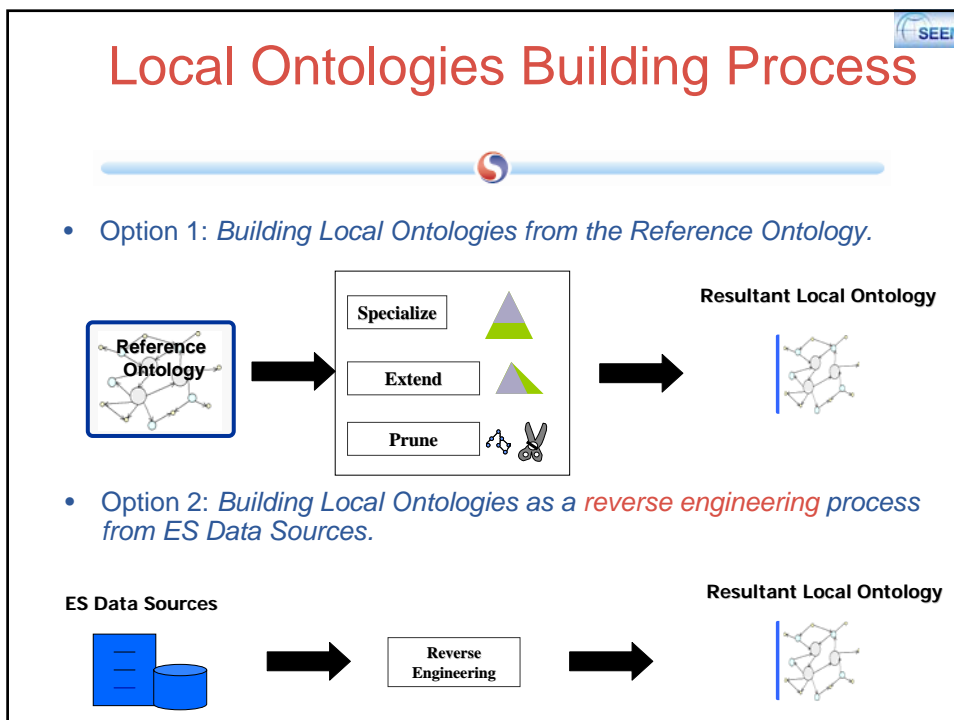 SEEM
Local Ontologies Building Process
• Option 1: Building Local Ontologies from the Reference Ontology.
Reference
Ontology
Specialize
Extend
Prune
Resultant Local Ontology
• Option 2: Building Local Ontologies as a reverse engineering process
from ES Data Sources.
ES Data Sources
Reverse
Engineering
Resultant Local Ontology